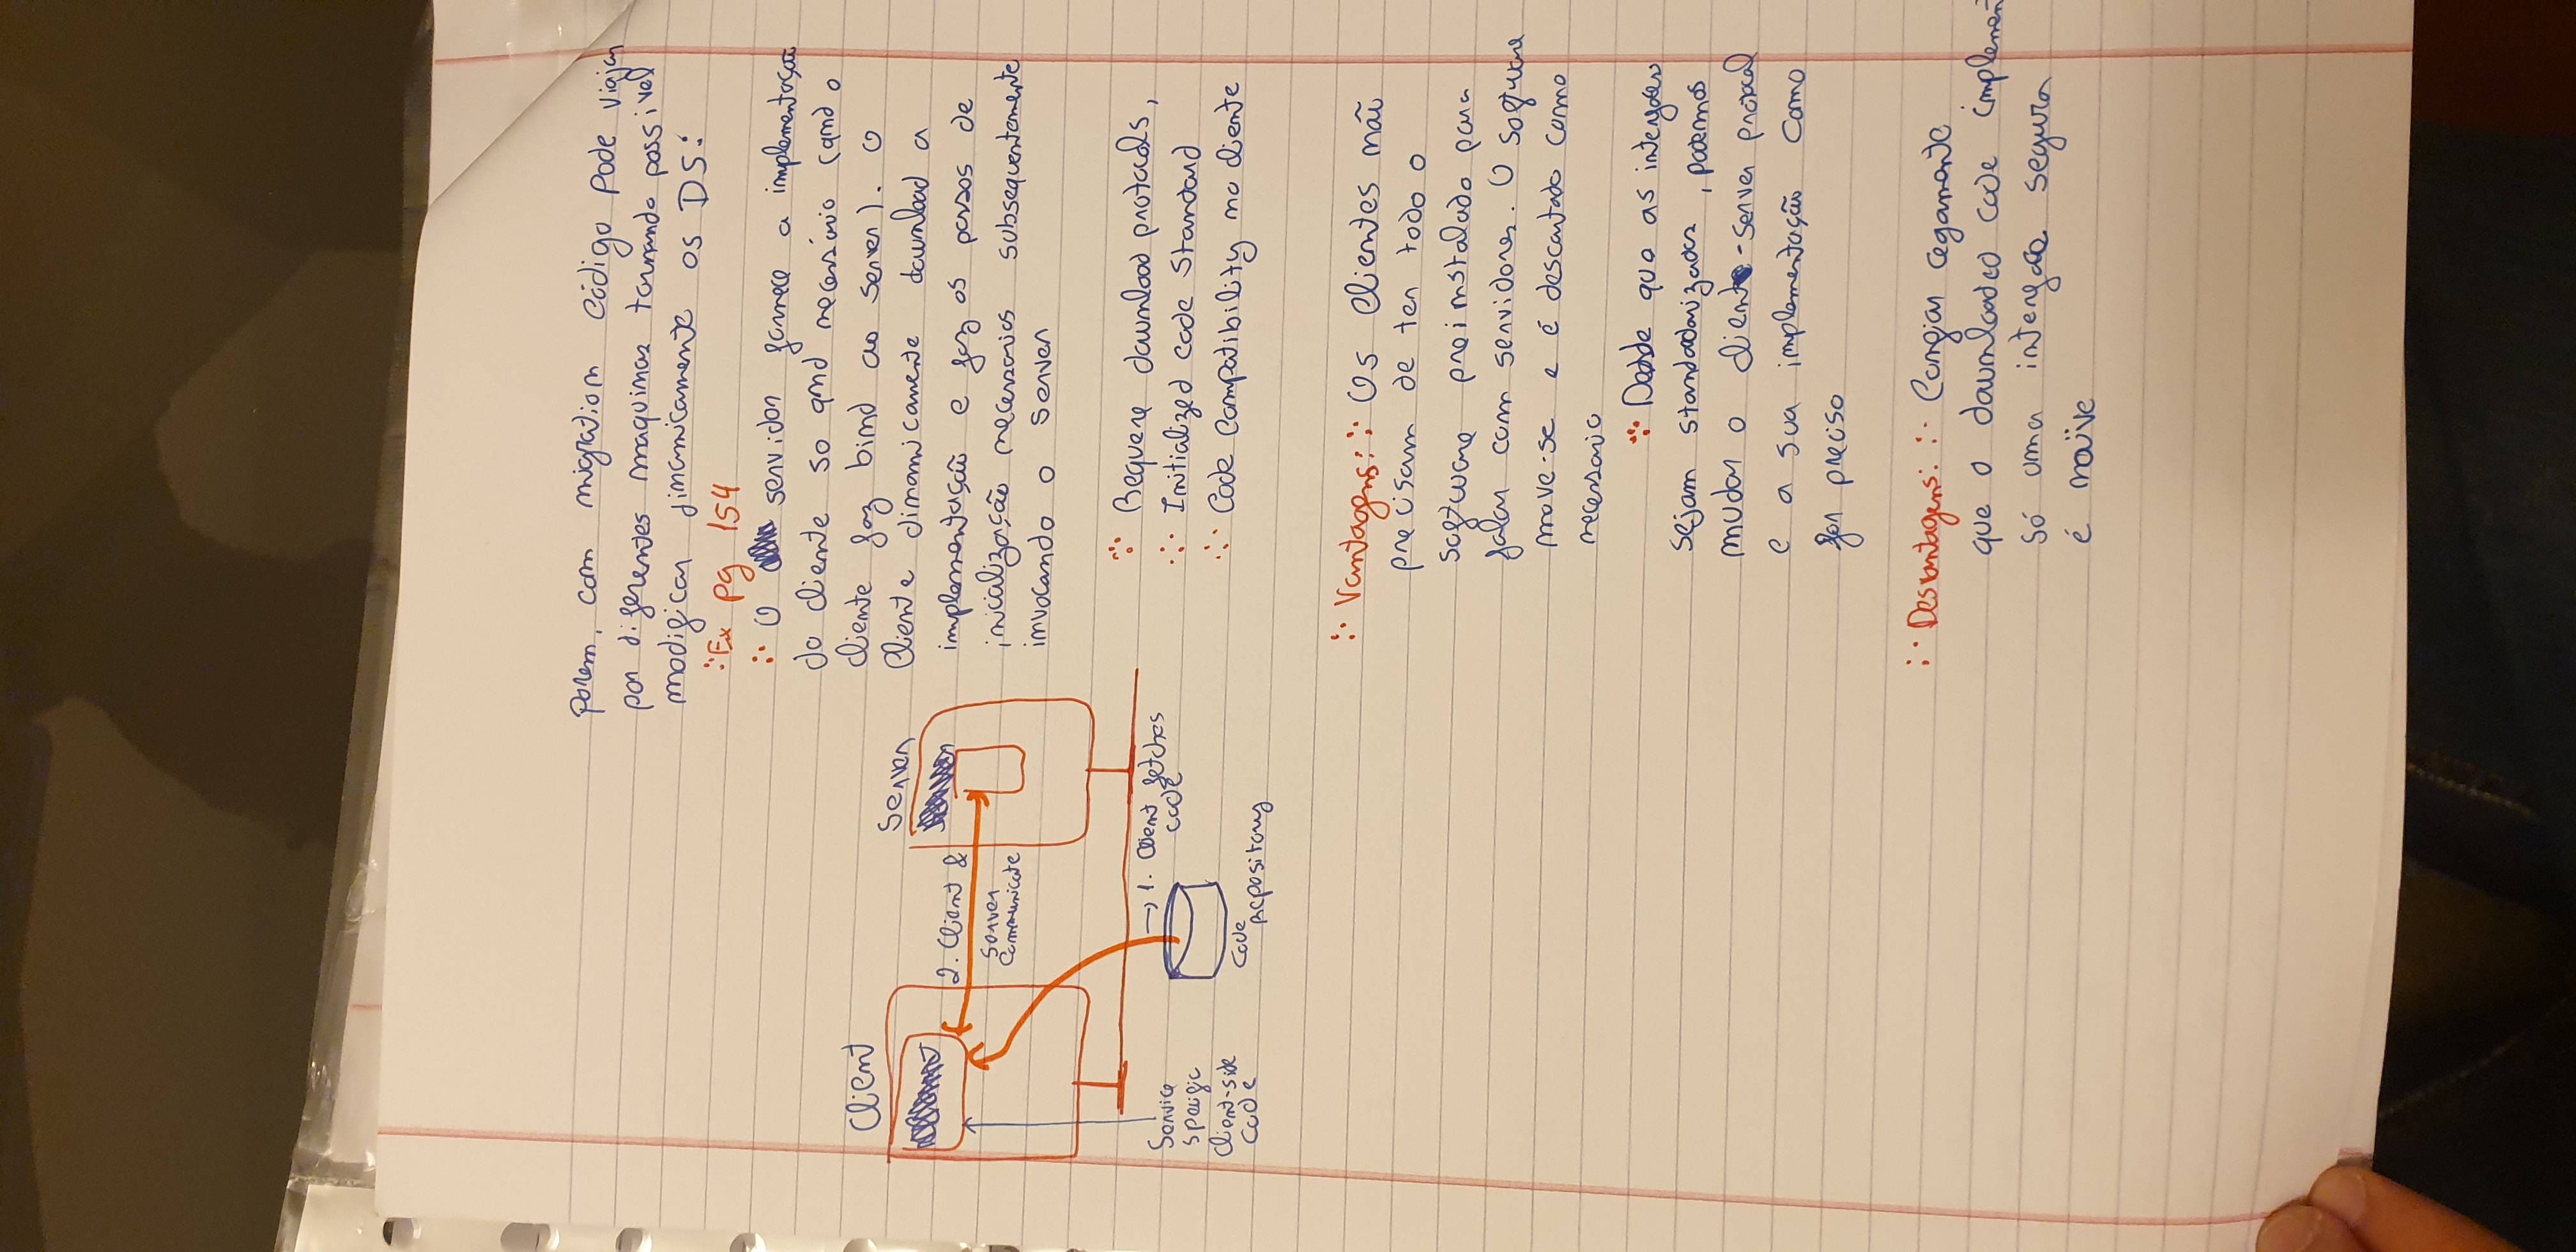 porem, com migration código pode viajar
por diferentes maquinas tornando possivel
modificar dinamicamente os DS:
∴ Ex pg 154
∴ O servidor fornece a implementação
do cliente so qnd necessário (qnd o
cliente faz bind ao server). O
Cliente dinamicamente download a
implementação e faz os passos de
inicialização necessarios subsequentemente
invocando o server
Client
Server
2. Client &
Server
Communicate
→ 1. Client fetches
code
Service
specific
Client-side
code
Code
Repository
∴ Requere download protocols,
∴ Initialized code Standard
∴ Code Compatibility no cliente
∴ Vantagens: ∴ Os Clientes não
precisam de ter todo o
software preinstalado para
falar com servidores. O software
move-se e é descartado como
necessario
∴ Desde que as interfaces
sejam standadarizadas, podemos
mudar o cliente-server protocol
e a sua implementação como
for preciso
∴ Desvantagens: ∴ Confiar cegamente
que o downloaded code implement
só uma interface segura
é naïve